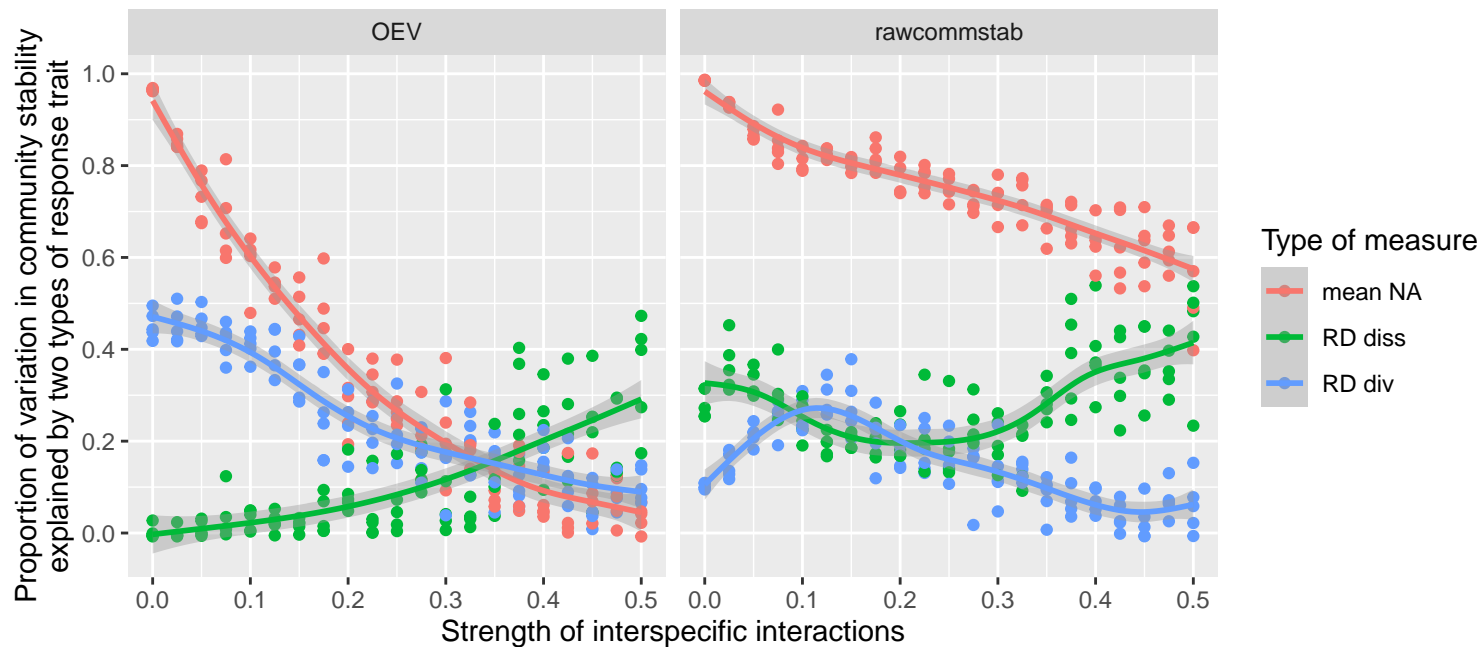 OEV
rawcommstab
Proportion of variation in community stability
explained by two types of response trait
1.0
0.8
0.6
0.4
0.2
0.0
0.0 0.1 0.2 0.3 0.4 0.5
0.0 0.1 0.2 0.3 0.4 0.5
Strength of interspecific interactions
Type of measure
mean NA
RD diss
RD div